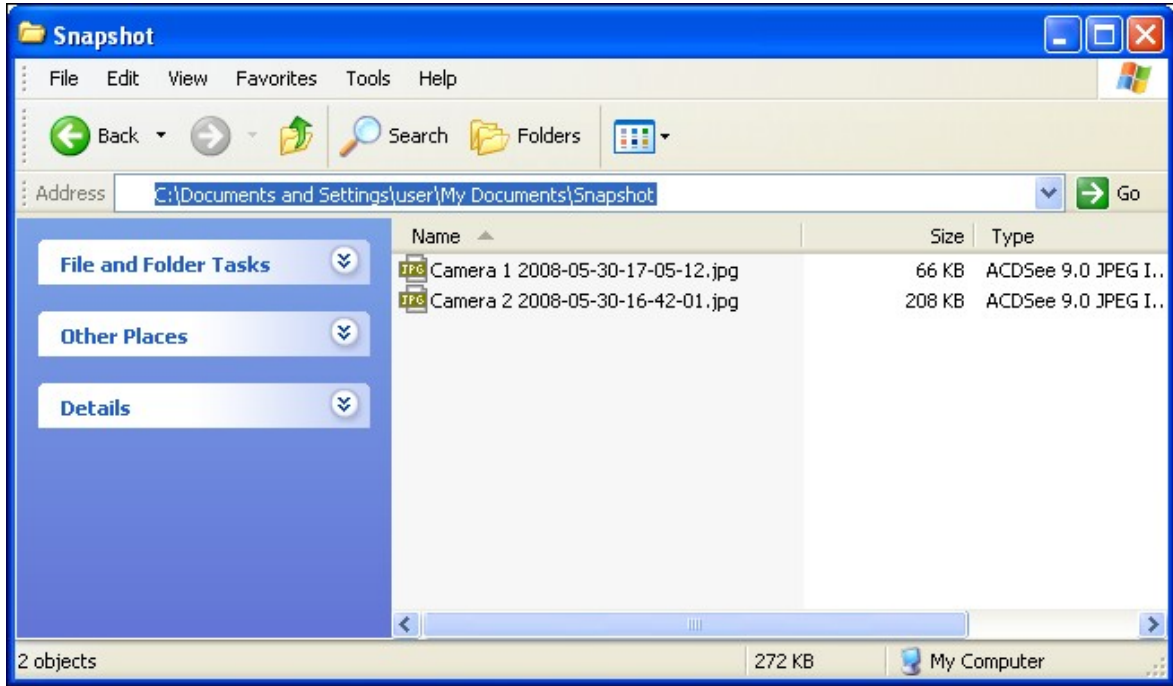 Snapshot
File Edit View Favorites Tools Help
Back Search Folders
Address C:\Documents and Settings\user\My Documents\Snapshot Go
Name Size Type
File and Folder Tasks
JPG Camera 1 2008-05-30-17-05-12.jpg 66 KB ACDSee 9.0 JPEG I...
JPG Camera 2 2008-05-30-16-42-01.jpg 208 KB ACDSee 9.0 JPEG I...
Other Places
Details
2 objects 272 KB My Computer